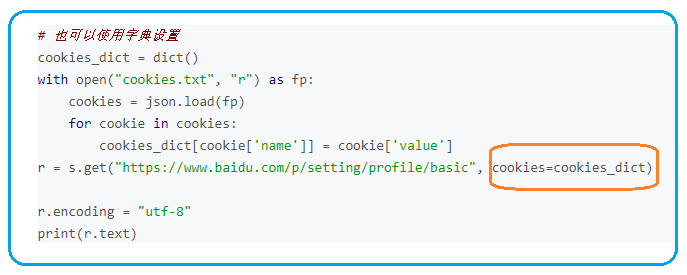 # 也可以使用字典设置
cookies_dict = dict()
with open("cookies.txt", "r") as fp:
    cookies = json.load(fp)
    for cookie in cookies:
        cookies_dict[cookie['name']] = cookie['value']
r = s.get("https://www.baidu.com/p/setting/profile/basic", cookies=cookies_dict)
r.encoding = "utf-8"
print(r.text)